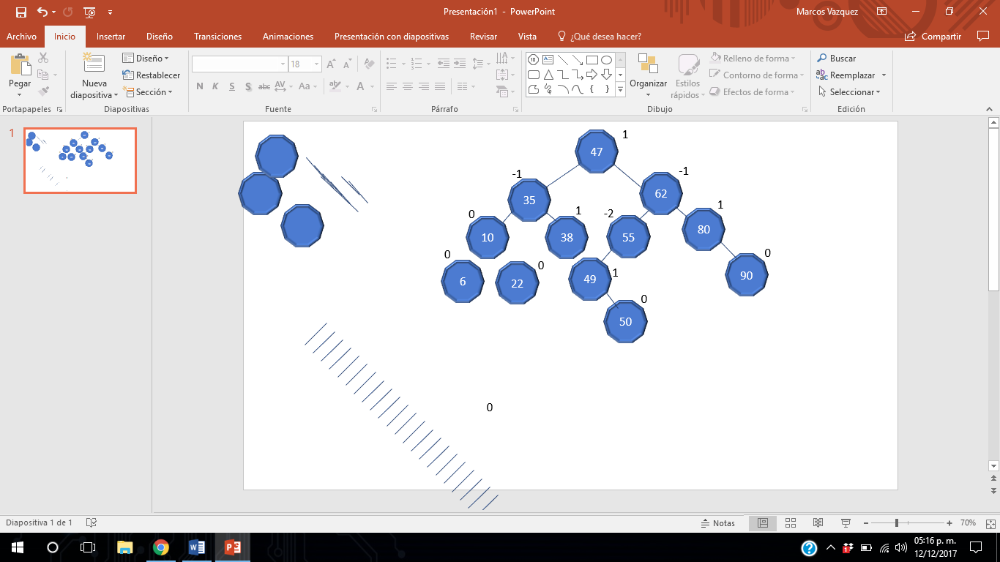 Presentación1 - PowerPoint
Marcos Vazquez
Archivo
Inicio
Insertar
Diseño
Transiciones
Animaciones
Presentación con diapositivas
Revisar
Vista
¿Qué desea hacer?
Compartir
Pegar
Nueva
diapositiva
Diseño
Restablecer
Sección
18
N K S S abc AV Aa A
Organizar
Estilos
rápidos
Relleno de forma
Contorno de forma
Efectos de forma
Buscar
Reemplazar
Seleccionar
Portapapeles
Diapositivas
Fuente
Párrafo
Dibujo
Edición
1
47
1
-1
35
62
-1
0
10
38
1
-2
55
80
1
0
6
22
0
49
1
90
0
50
0
0
Diapositiva 1 de 1
Notas
70%
05:16 p. m.
12/12/2017